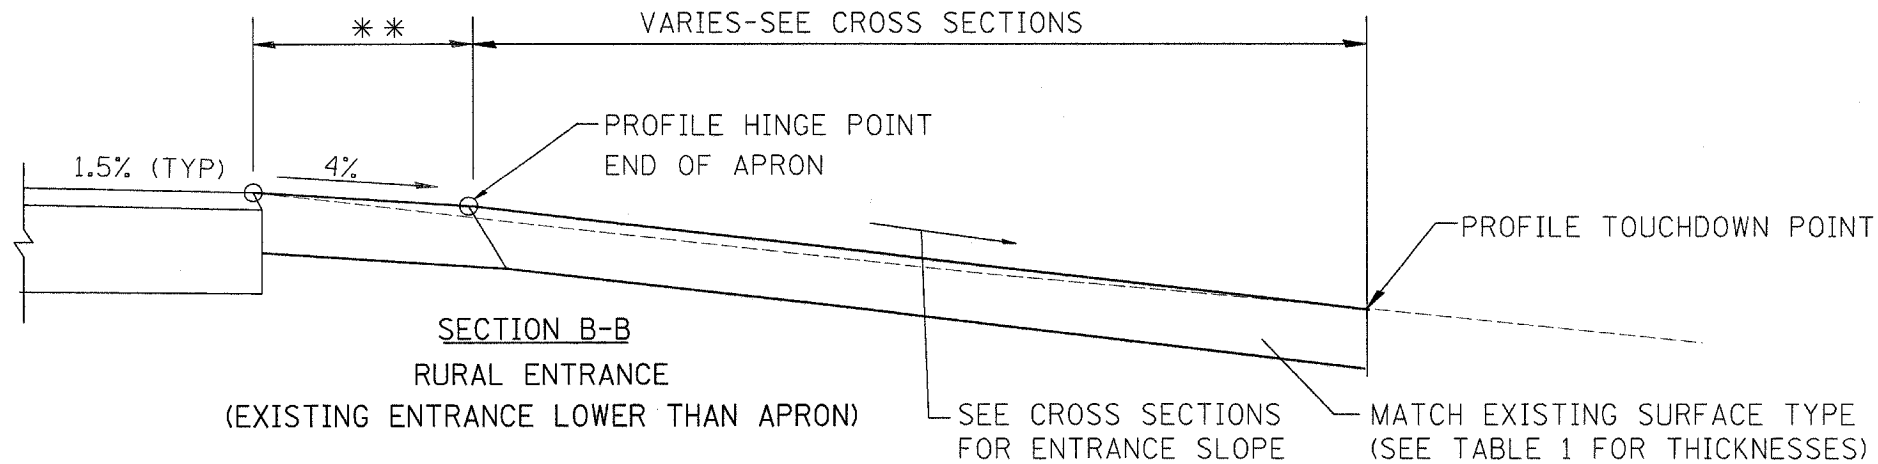 ** VARIES-SEE CROSS SECTIONS
PROFILE HINGE POINT
END OF APRON
1.5% (TYP) 4%
PROFILE TOUCHDOWN POINT
SECTION B-B
RURAL ENTRANCE
(EXISTING ENTRANCE LOWER THAN APRON)
SEE CROSS SECTIONS
FOR ENTRANCE SLOPE
MATCH EXISTING SURFACE TYPE
(SEE TABLE 1 FOR THICKNESSES)